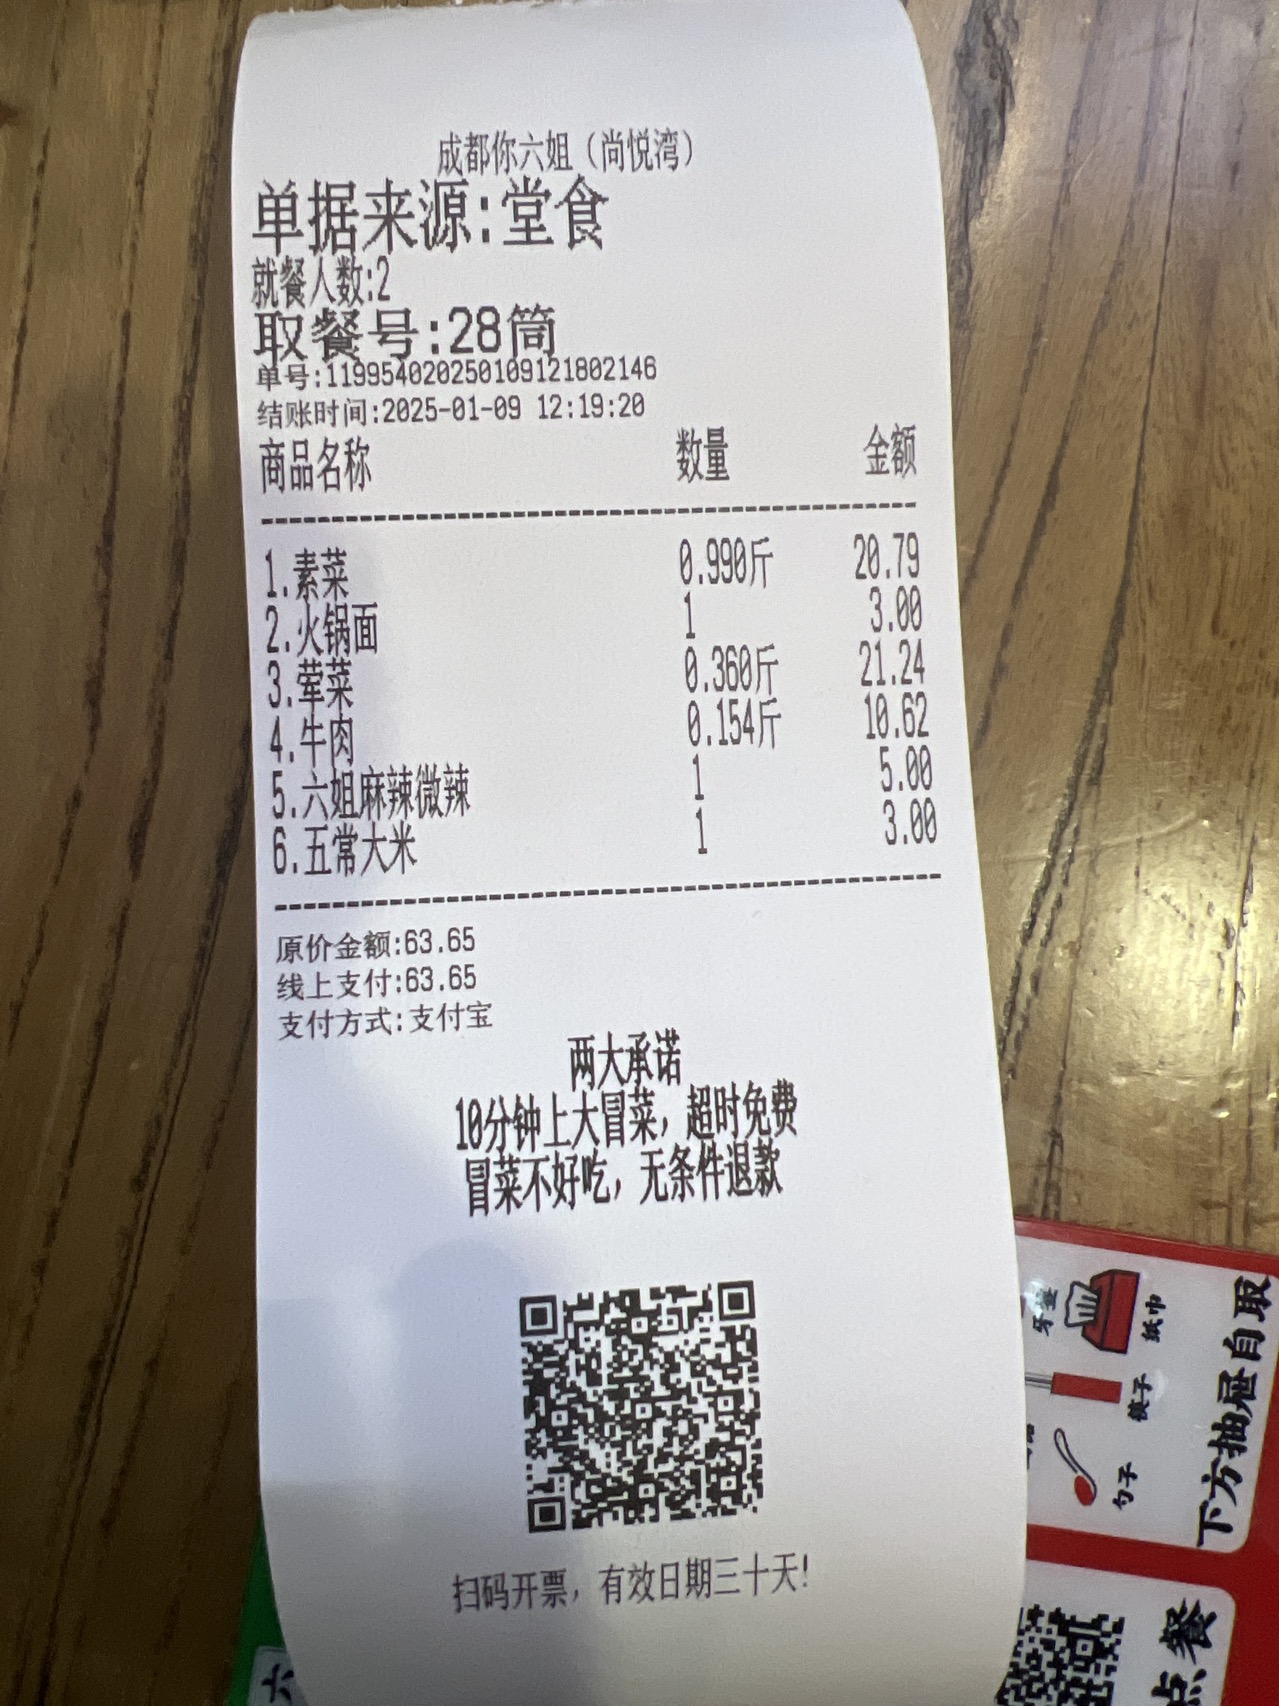 成都你六姐（尚悦湾）
单据来源:堂食
就餐人数:2
取餐号:28筒
单号:119954020250109121802146
结账时间:2025-01-09 12:19:20
商品名称 数量 金额
1.素菜 0.990斤 20.79
2.火锅面 1 3.00
3.荤菜 0.360斤 21.24
4.牛肉 0.154斤 10.62
5.六姐麻辣微辣 1 5.00
6.五常大米 1 3.00
原价金额:63.65
线上支付:63.65
支付方式:支付宝
两大承诺
10分钟上大冒菜，超时免费
冒菜不好吃，无条件退款
扫码开票，有效日期三十天!
下方抽屉自取
纸巾
筷子
勺子
点餐
六